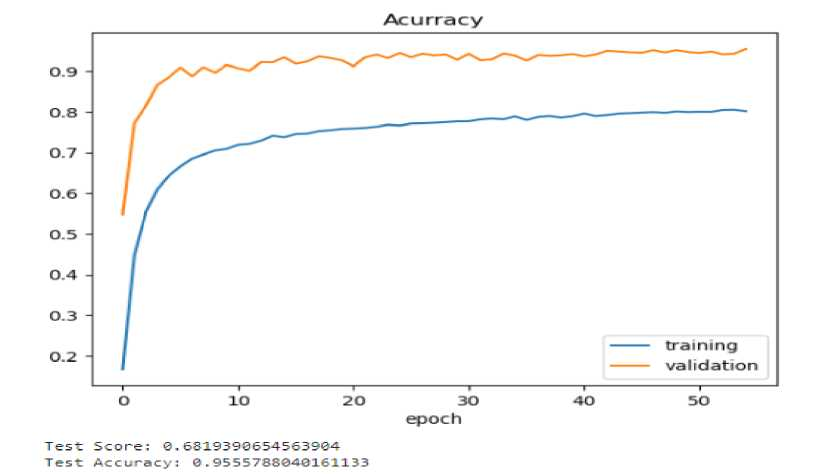 Acurracy
0.9
0.8
0.7
0.6
0.5
0.4
0.3
0.2
0 10 20 30 40 50
epoch
training
validation
Test Score: 0.6819390654563904
Test Accuracy: 0.9555788040161133